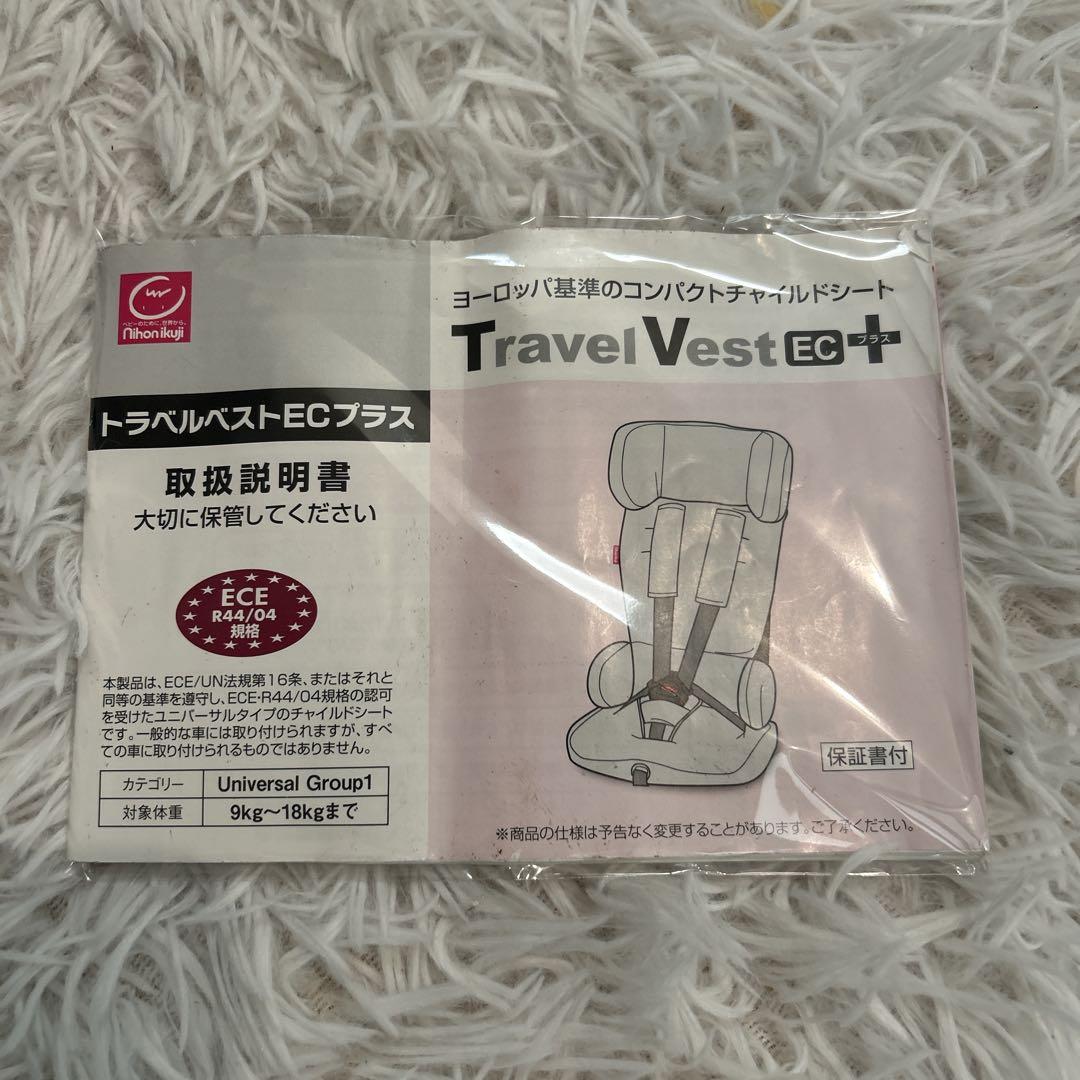 ベビーのために、世界から。
Nihon ikuji
トラベルベストECプラス
取扱説明書
大切に保管してください
ECE
R44/04
規格
本製品は、ECE/UN法規第16条、またはそれと
同等の基準を遵守し、ECE・R44/04規格の認可
を受けたユニバーサルタイプのチャイルドシート
です。一般的な車には取り付けられますが、すべ
ての車に取り付けられるものではありません。
カテゴリー Universal Group1
対象体重 9kg〜18kgまで
ヨーロッパ基準のコンパクトチャイルドシート
Travel Vest EC+
プラス
保証書付
※商品の仕様は予告なく変更することがあります。ご了承ください。